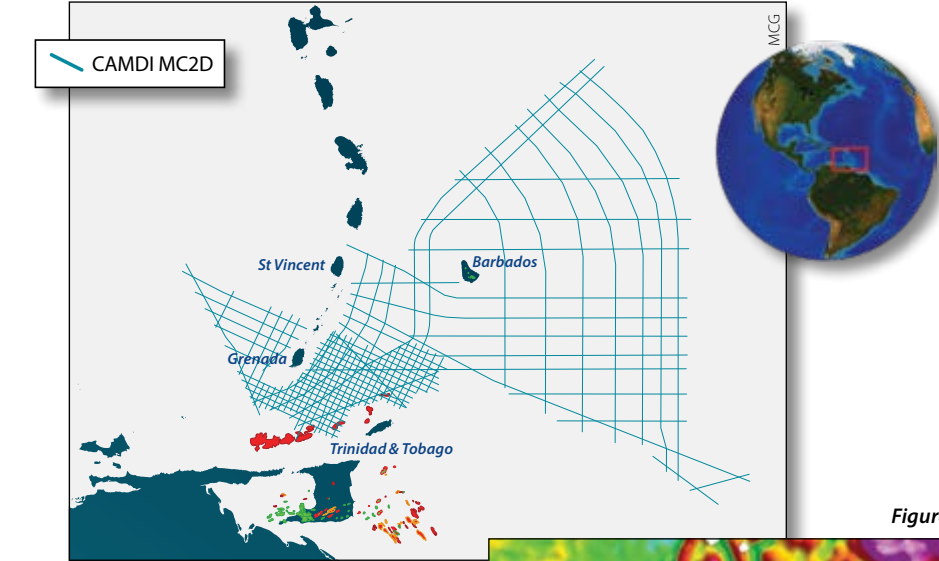 MCG
CAMDI MC2D
St Vincent
Barbados
Grenada
Trinidad & Tobago
Figur